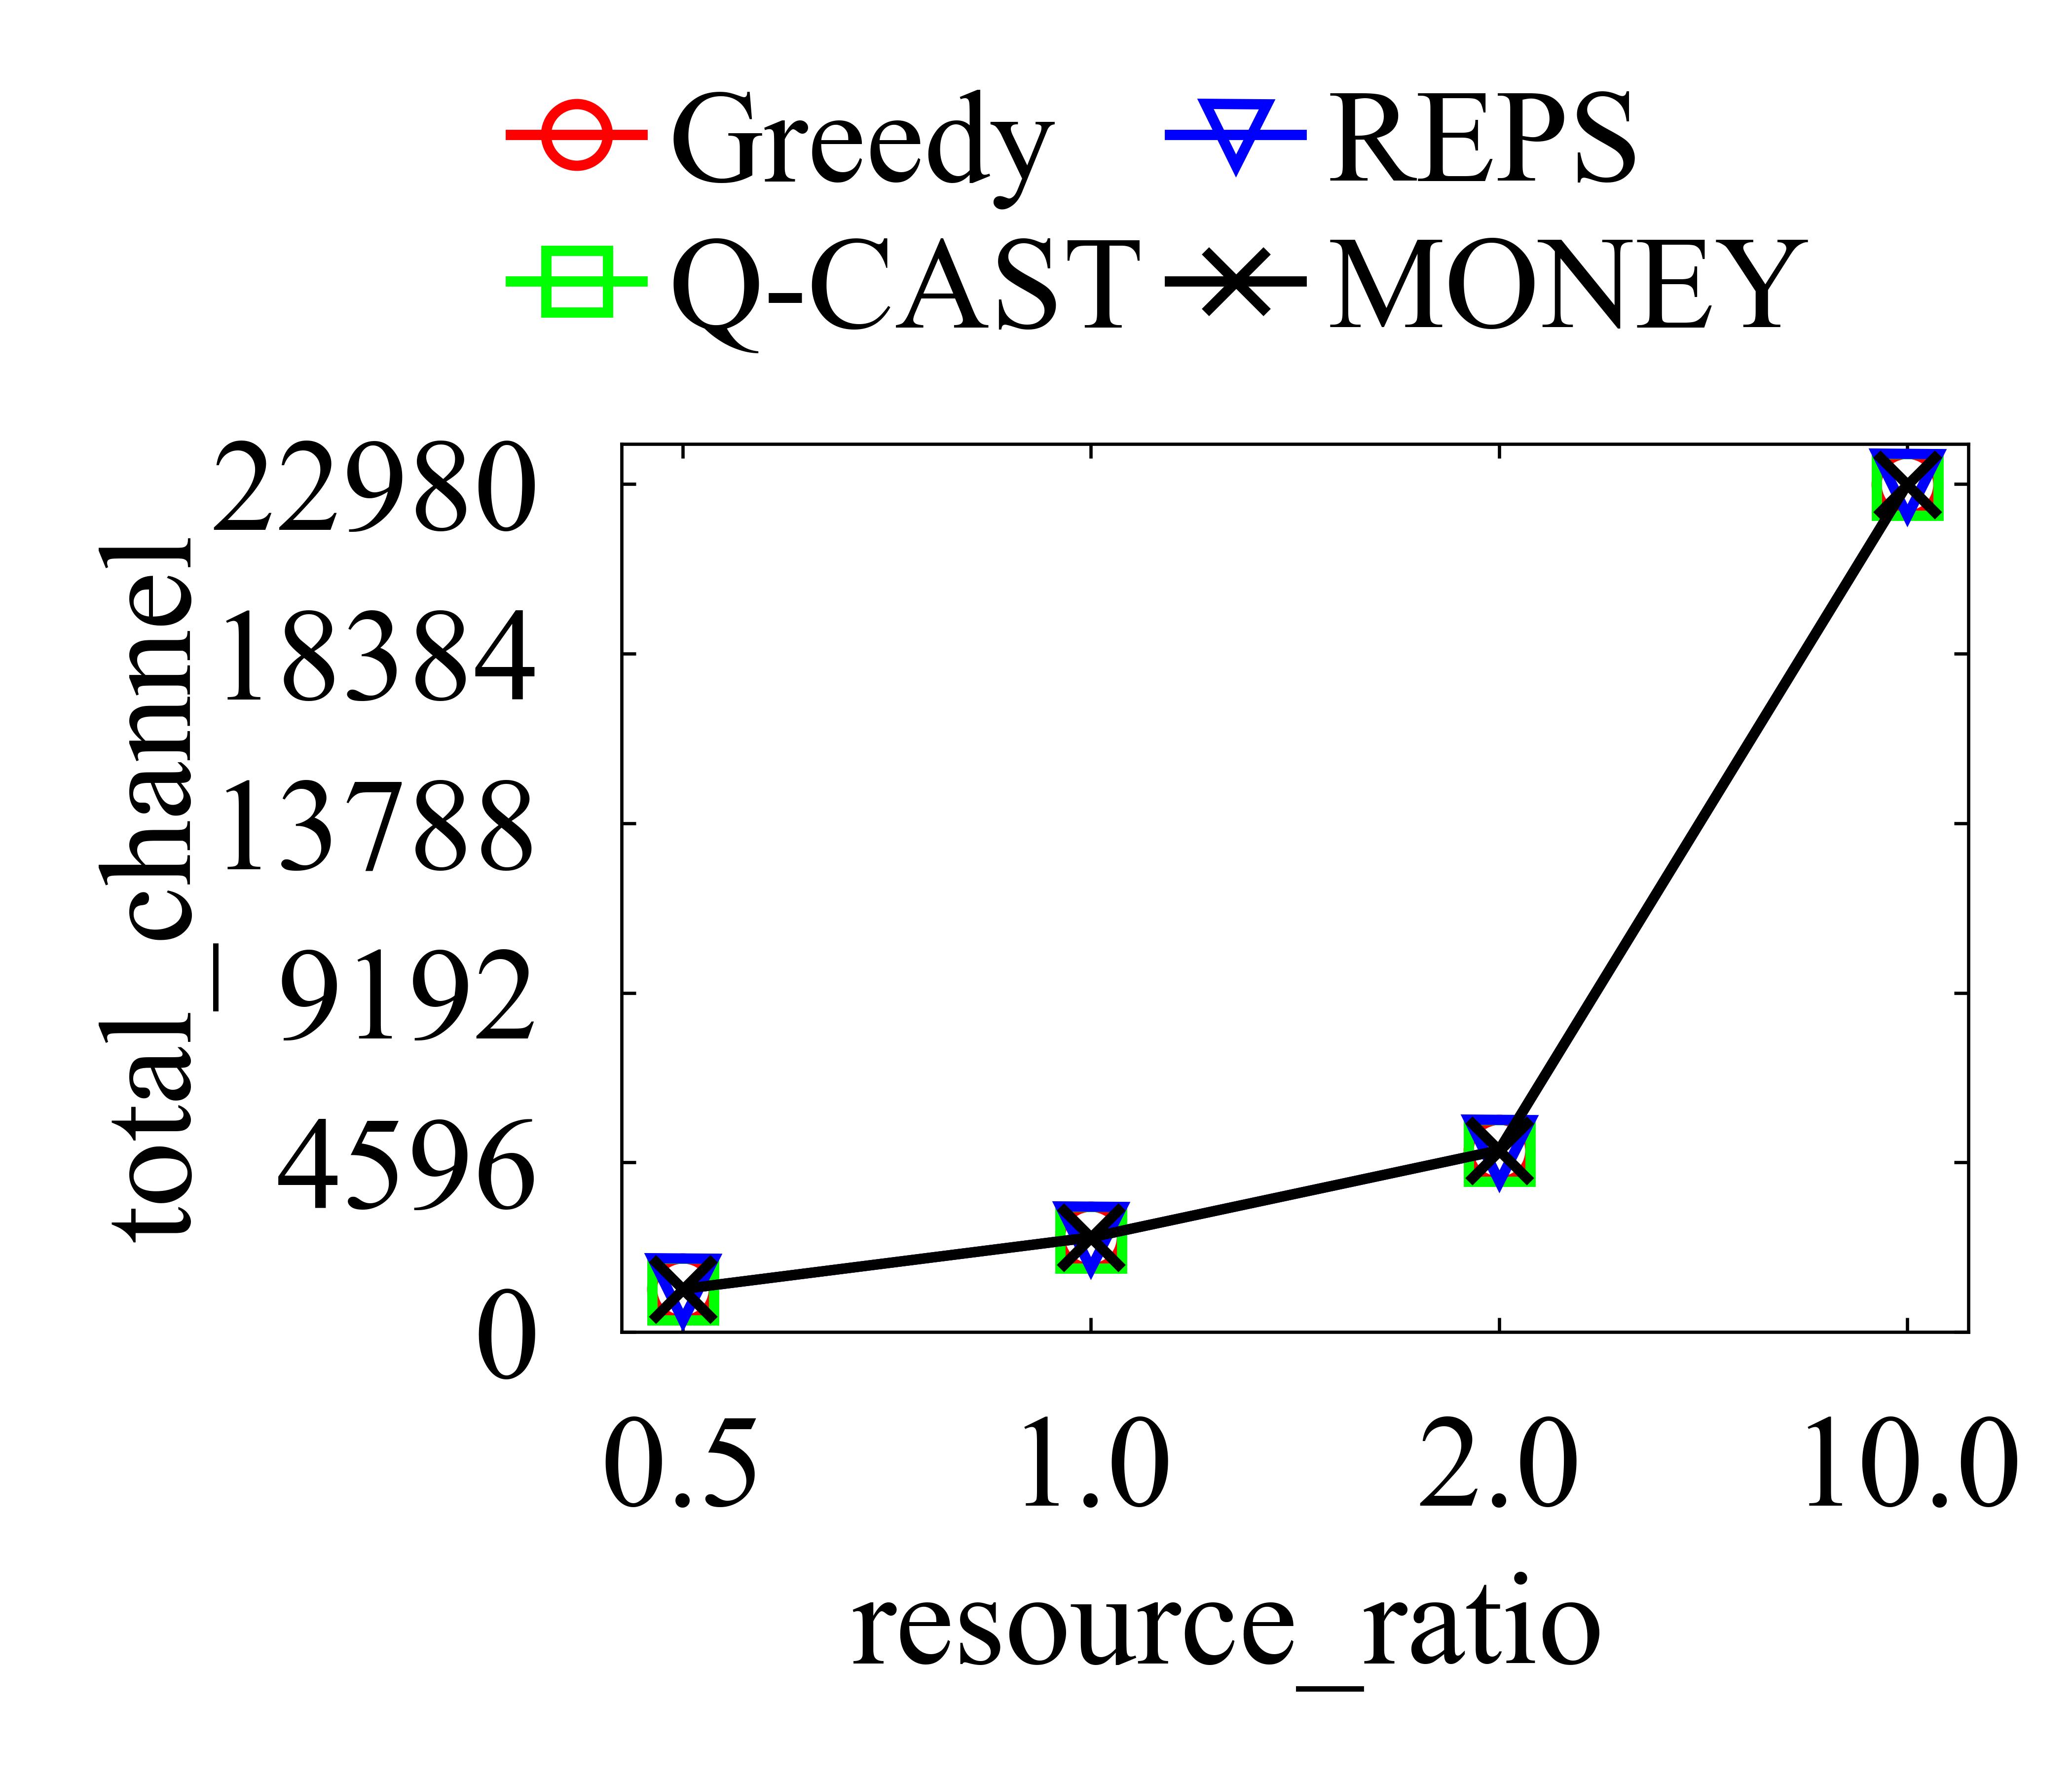 Greedy
REPS
Q-CAST
MONEY
22980
18384
13788
9192
4596
0
total_channel
0.5 1.0 2.0 10.0
resource_ratio